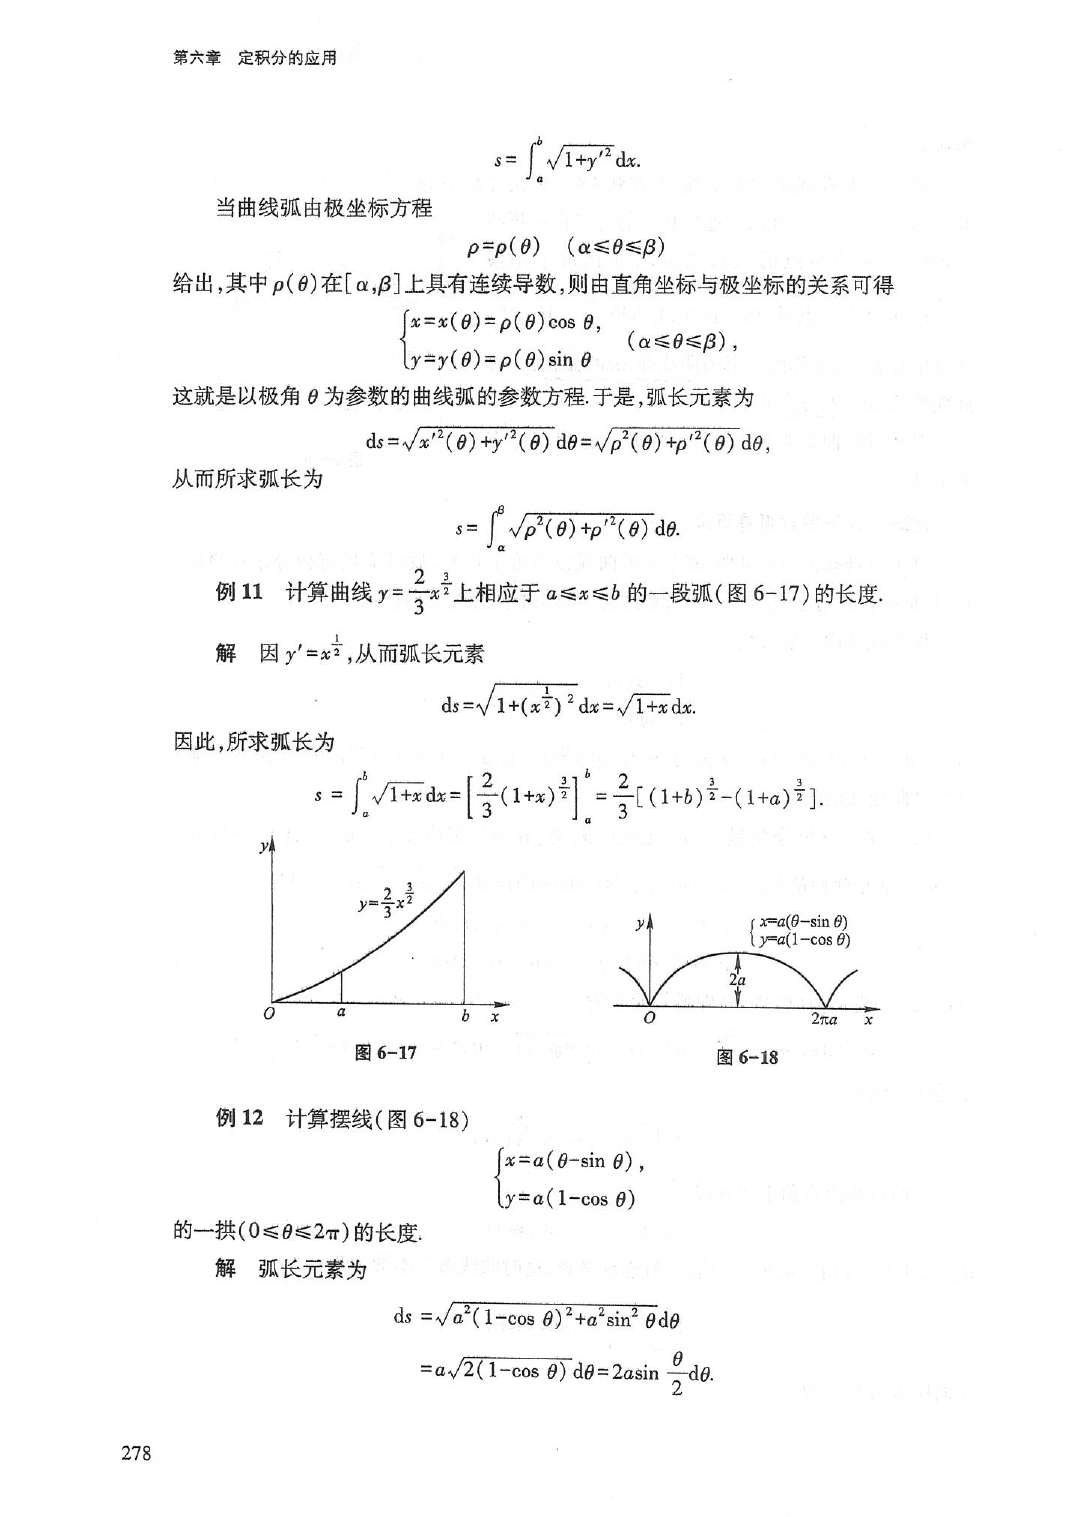 第六章 定积分的应用
s=∫_a^b √(1+y′²) dx.
当曲线弧由极坐标方程
ρ=ρ(θ) (α≤θ≤β)
给出,其中 ρ(θ)在[α,β]上具有连续导数,则由直角坐标与极坐标的关系可得
{x=x(θ)=ρ(θ)cos θ,
y=y(θ)=ρ(θ)sin θ (α≤θ≤β),
这就是以极角 θ 为参数的曲线弧的参数方程.于是,弧长元素为
ds=√(x′²(θ)+y′²(θ)) dθ=√(ρ²(θ)+ρ′²(θ)) dθ,
从而所求弧长为
s=∫_α^β √(ρ²(θ)+ρ′²(θ)) dθ.
例 11 计算曲线 y=2/3 x^(3/2) 上相应于 a≤x≤b 的一段弧(图 6-17)的长度.
解 因 y′=x^(1/2),从而弧长元素
ds=√(1+(x^(1/2))²) dx=√(1+x) dx.
因此,所求弧长为
s=∫_a^b √(1+x) dx=[2/3(1+x)^(3/2)]_a^b=2/3[(1+b)^(3/2)-(1+a)^(3/2)].
y
y=2/3 x^(3/2)
O a b x
图 6-17
y
{x=a(θ-sin θ)
y=a(1-cos θ)
2a
O 2πa x
图 6-18
例 12 计算摆线(图 6-18)
{x=a(θ-sin θ),
y=a(1-cos θ)
的一拱(0≤θ≤2π)的长度.
解 弧长元素为
ds=√(a²(1-cos θ)²+a²sin² θ) dθ
=a√(2(1-cos θ)) dθ=2asin θ/2 dθ.
278